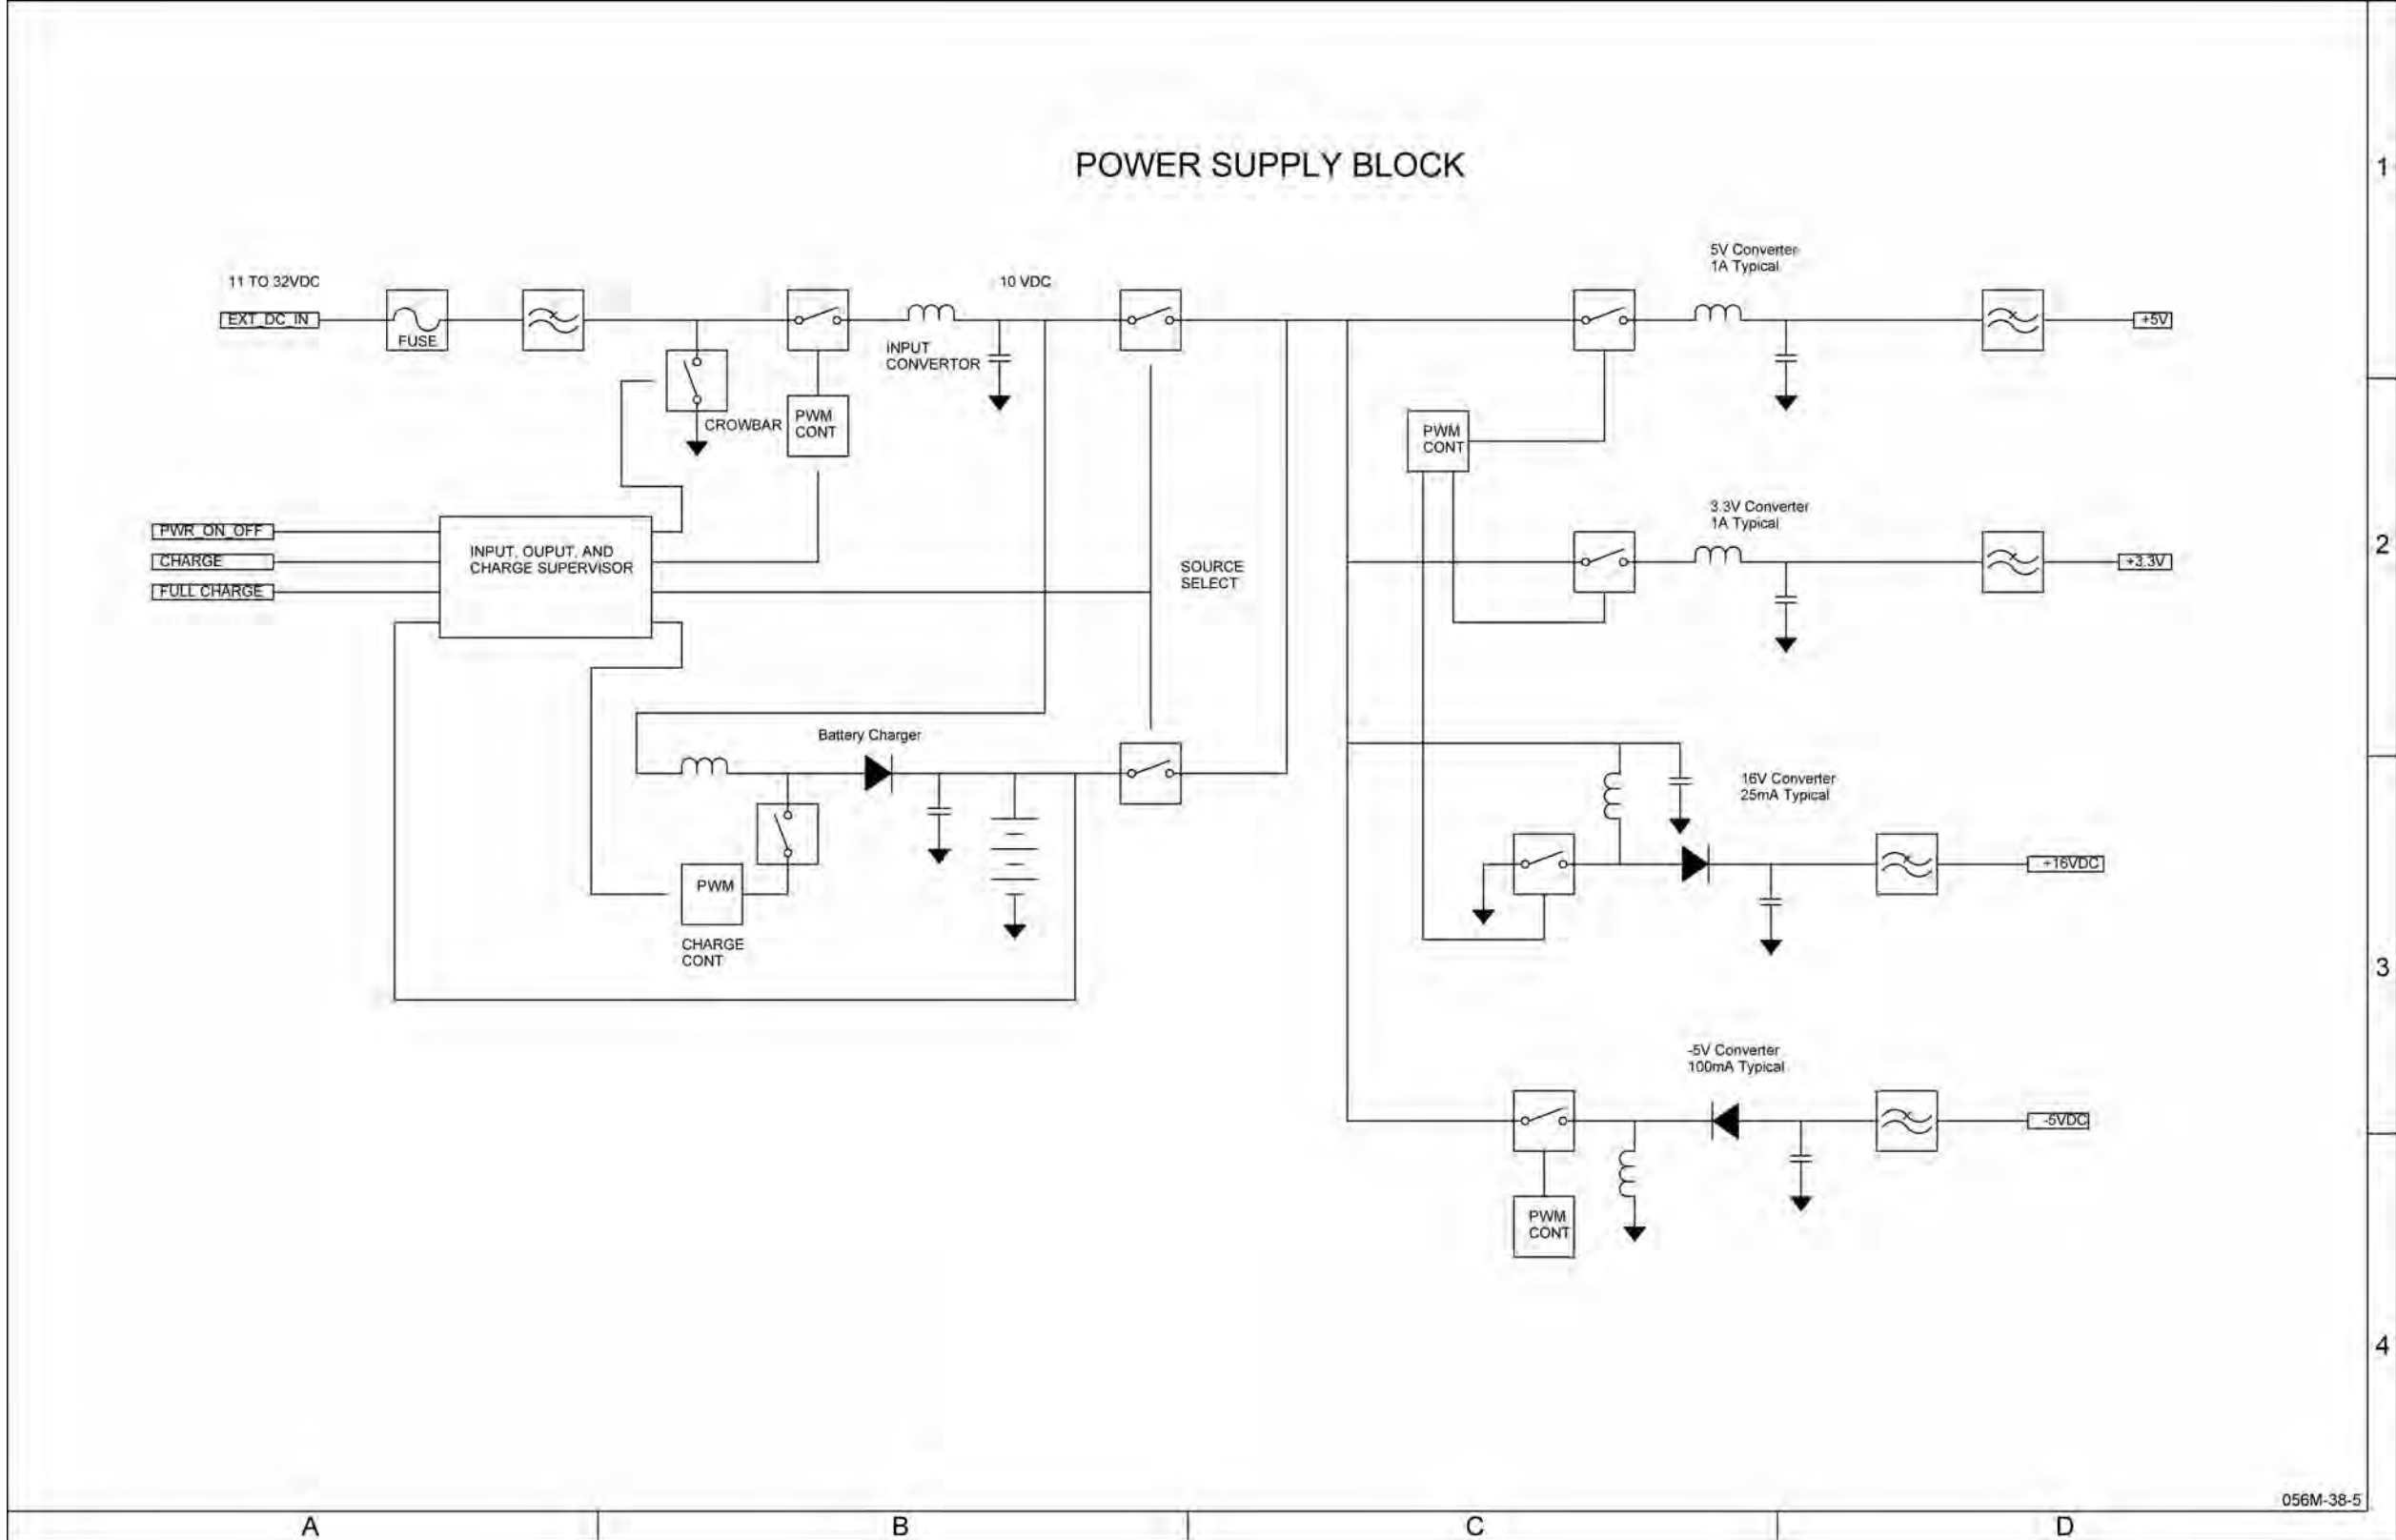 POWER SUPPLY BLOCK
1
5V Converter
1A Typical
11 TO 32VDC
10 VDC
EXT_DC_IN
FUSE
INPUT
CONVERTOR
+5V
CROWBAR
PWM
CONT
PWM
CONT
3.3V Converter
1A Typical
PWR_ON_OFF
CHARGE
FULL CHARGE
INPUT, OUPUT, AND
CHARGE SUPERVISOR
SOURCE
SELECT
+3.3V
2
Battery Charger
16V Converter
25mA Typical
PWM
CHARGE
CONT
+16VDC
3
-5V Converter
100mA Typical
-5VDC
PWM
CONT
4
056M-38-5
A
B
C
D